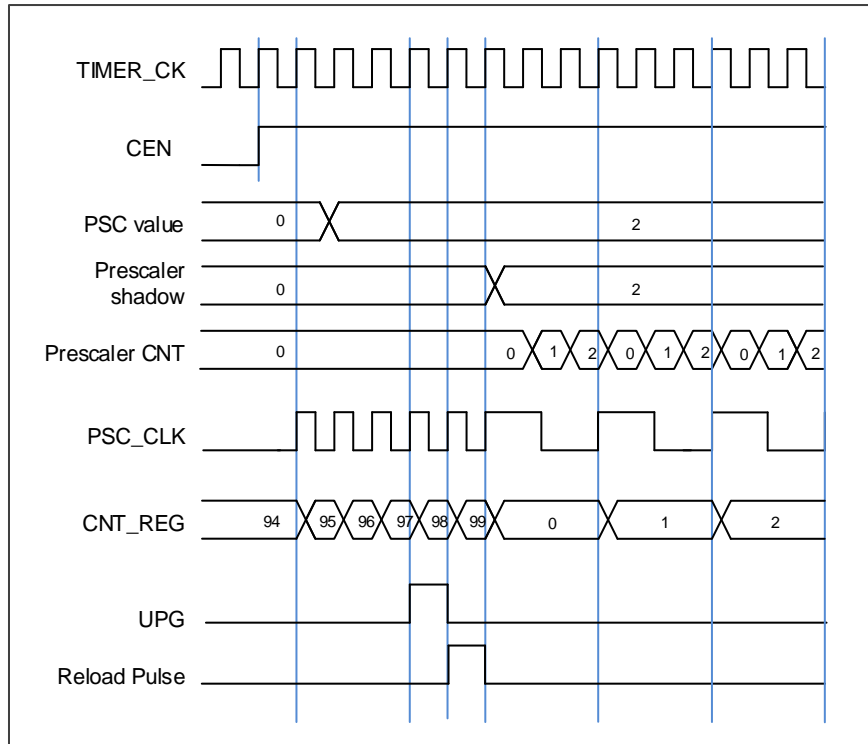 TIMER_CK
CEN
PSC value 0 2
Prescaler
shadow 0 2
Prescaler CNT 0 0 1 2 0 1 2 0 1 2
PSC_CLK
CNT_REG 94 95 96 97 98 99 0 1 2
UPG
Reload Pulse